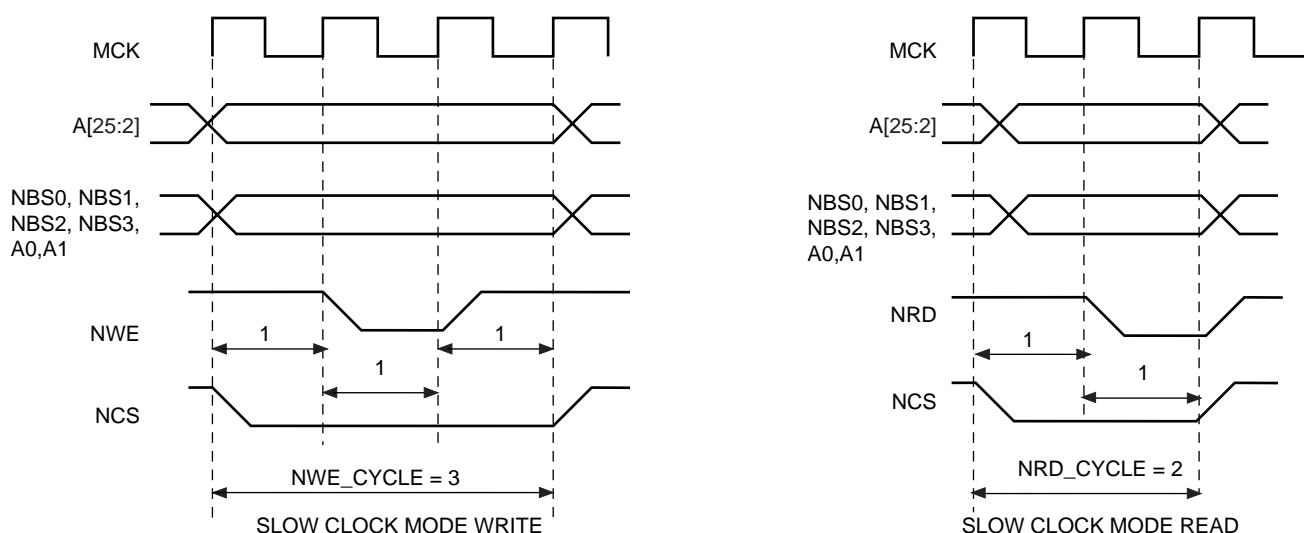 MCK
A[25:2]
NBS0, NBS1,
NBS2, NBS3,
A0,A1
NWE
1
1
1
NCS
NWE_CYCLE = 3
SLOW CLOCK MODE WRITE
MCK
A[25:2]
NBS0, NBS1,
NBS2, NBS3,
A0,A1
NRD
1
1
NCS
NRD_CYCLE = 2
SLOW CLOCK MODE READ